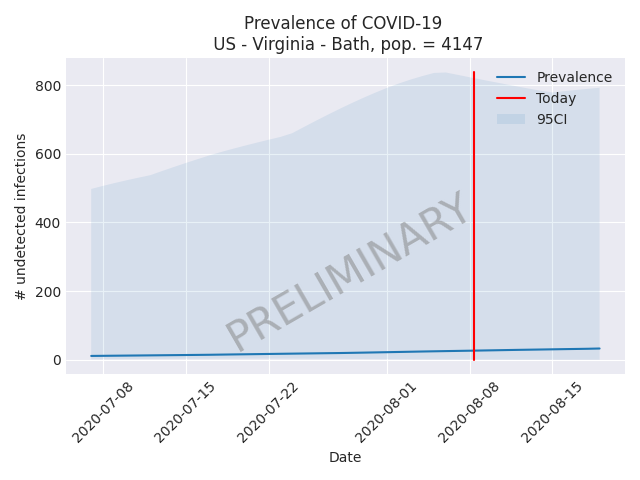 Prevalence of COVID-19
US - Virginia - Bath, pop. = 4147
Prevalence
Today
95CI
800
600
400
200
0
# undetected infections
PRELIMINARY
2020-07-08
2020-07-15
2020-07-22
2020-08-01
2020-08-08
2020-08-15
Date